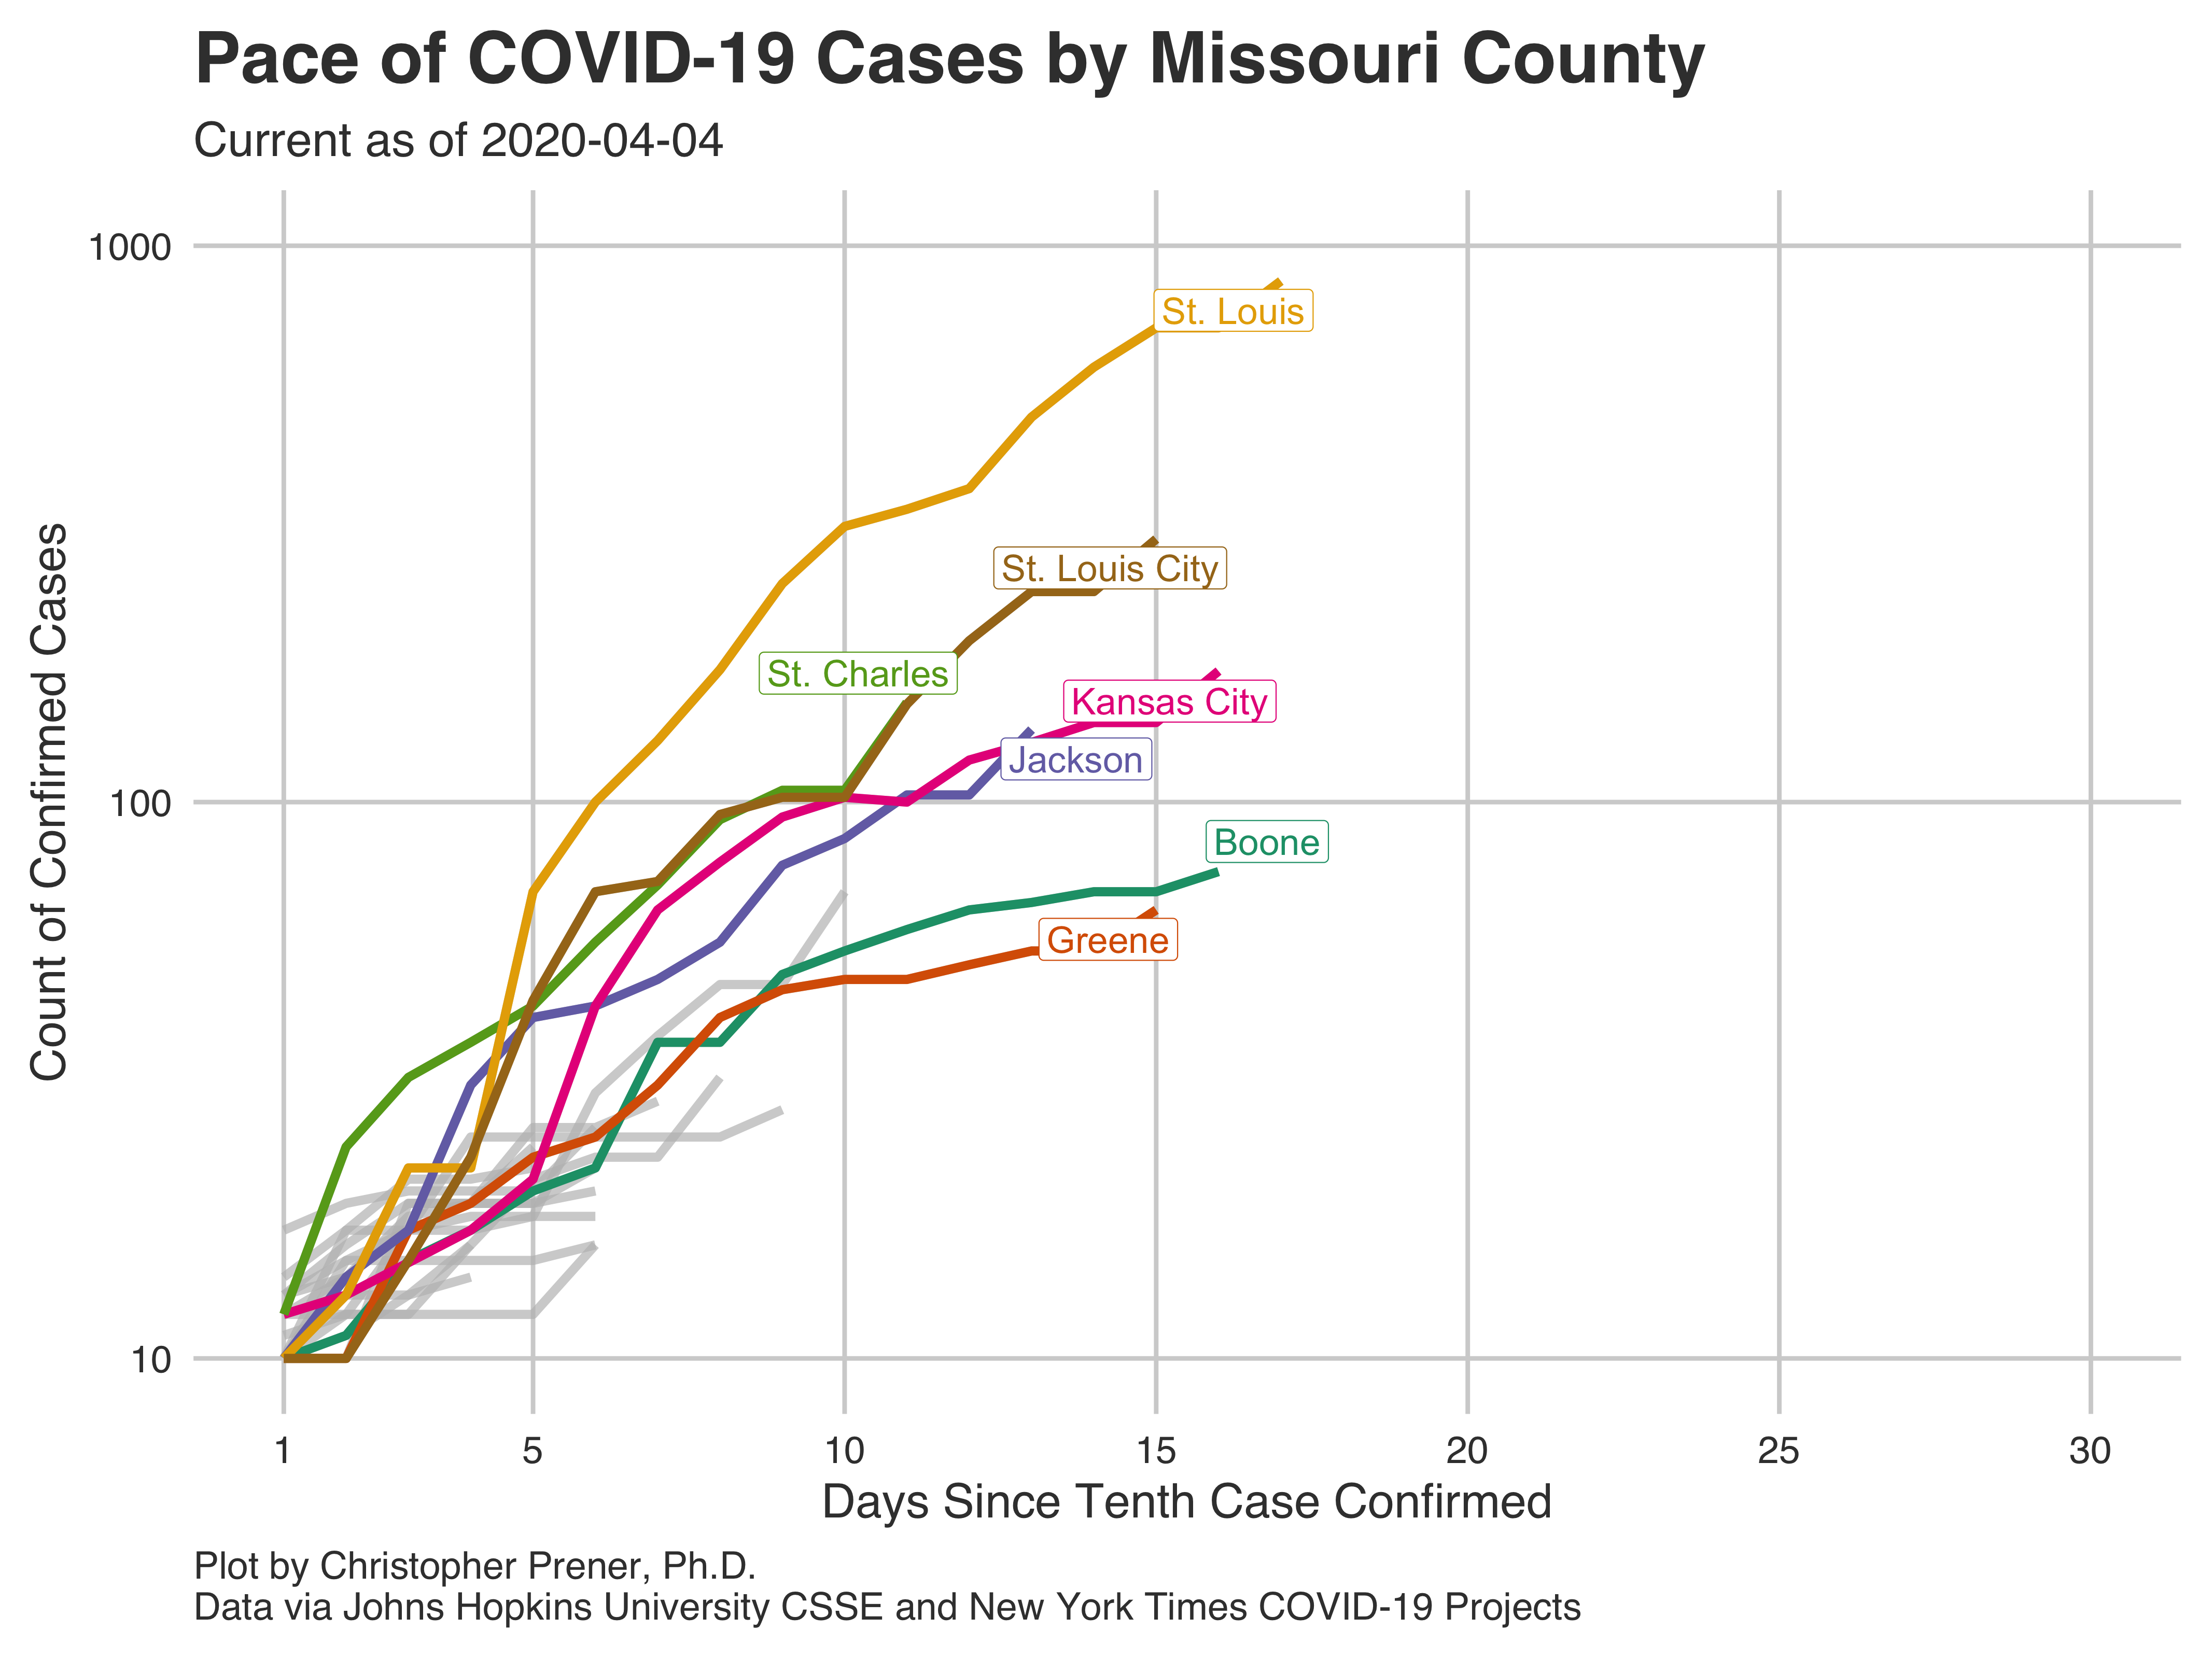 Pace of COVID-19 Cases by Missouri County
Current as of 2020-04-04
Count of Confirmed Cases
1000
100
10
St. Louis
St. Louis City
St. Charles
Kansas City
Jackson
Boone
Greene
1 5 10 15 20 25 30
Days Since Tenth Case Confirmed
Plot by Christopher Prener, Ph.D.
Data via Johns Hopkins University CSSE and New York Times COVID-19 Projects